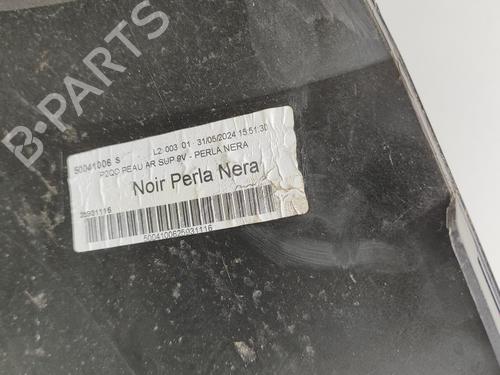 50041006 S L2 003 01 31/05/2024 15:51:30
P2QO PEAU AR SUP 9V - PERLA NERA
Noir Perla Nera
25931116
5004100625931116
B-PARTS